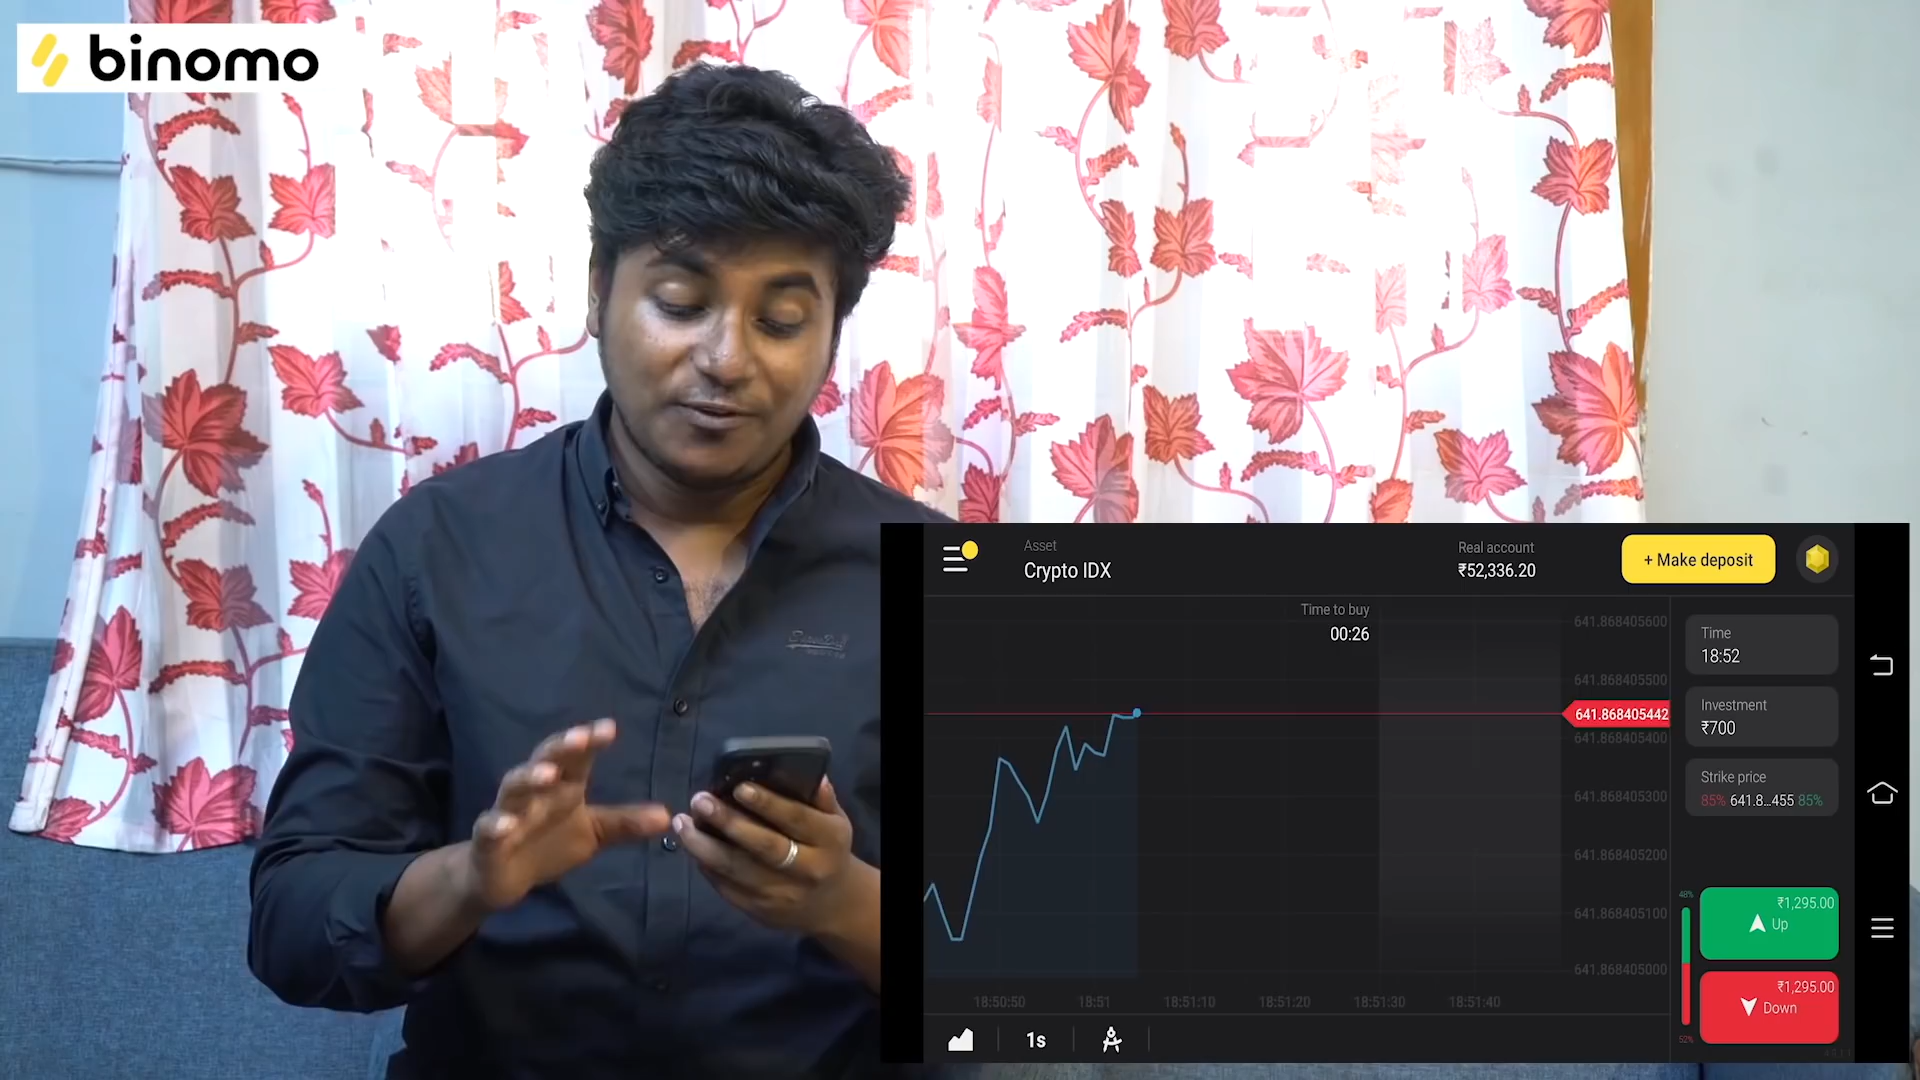 binomo
Asset
Crypto IDX
Real account
₹52,336.20
+ Make deposit
Time to buy
00:26
641.868405600
641.868405500
641.868405442
641.868405400
641.868405300
641.868405200
641.868405100
641.868405000
Time
18:52
Investment
₹700
Strike price
85% 641.8...455 85%
48%
₹1,295.00
Up
₹1,295.00
Down
52%
18:50:50 18:51 18:51:10 18:51:20 18:51:30 18:51:40
1s